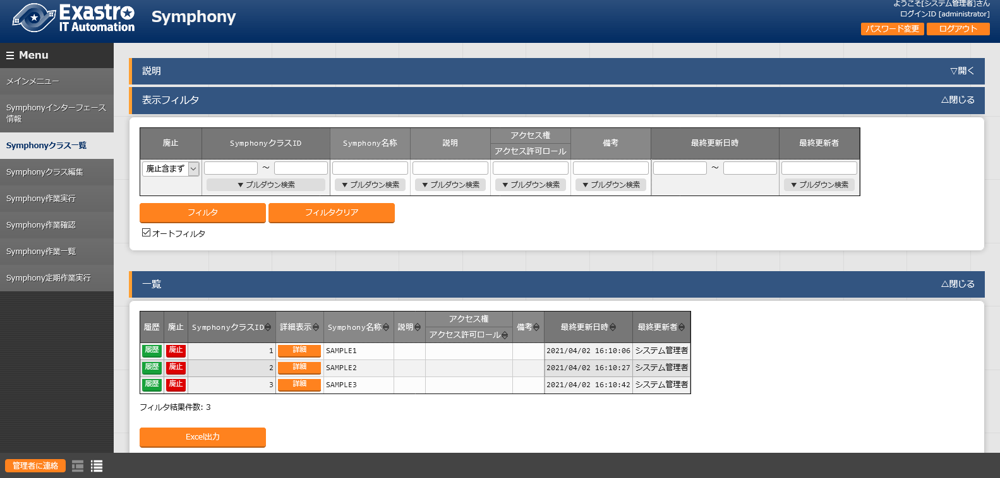 Exastro
IT Automation
Symphony
ようこそ[システム管理者]さん
ログインID [administrator]
パスワード変更
ログアウト
Menu
メインメニュー
Symphonyインターフェース
情報
Symphonyクラス一覧
Symphonyクラス編集
Symphony作業実行
Symphony作業確認
Symphony作業一覧
Symphony定期作業実行
説明
▽開く
表示フィルタ
△閉じる
廃止 SymphonyクラスID Symphony名称 説明 アクセス権 備考 最終更新日時 最終更新者
アクセス許可ロール
廃止含まず ～ ～
▼プルダウン検索 ▼プルダウン検索 ▼プルダウン検索 ▼プルダウン検索 ▼プルダウン検索 ▼プルダウン検索
フィルタ フィルタクリア
オートフィルタ
一覧
△閉じる
履歴 廃止 SymphonyクラスID 詳細表示 Symphony名称 説明 アクセス権 備考 最終更新日時 最終更新者
アクセス許可ロール
履歴 廃止 1 詳細 SAMPLE1 2021/04/02 16:10:06 システム管理者
履歴 廃止 2 詳細 SAMPLE2 2021/04/02 16:10:27 システム管理者
履歴 廃止 3 詳細 SAMPLE3 2021/04/02 16:10:42 システム管理者
フィルタ結果件数: 3
Excel出力
管理者に連絡